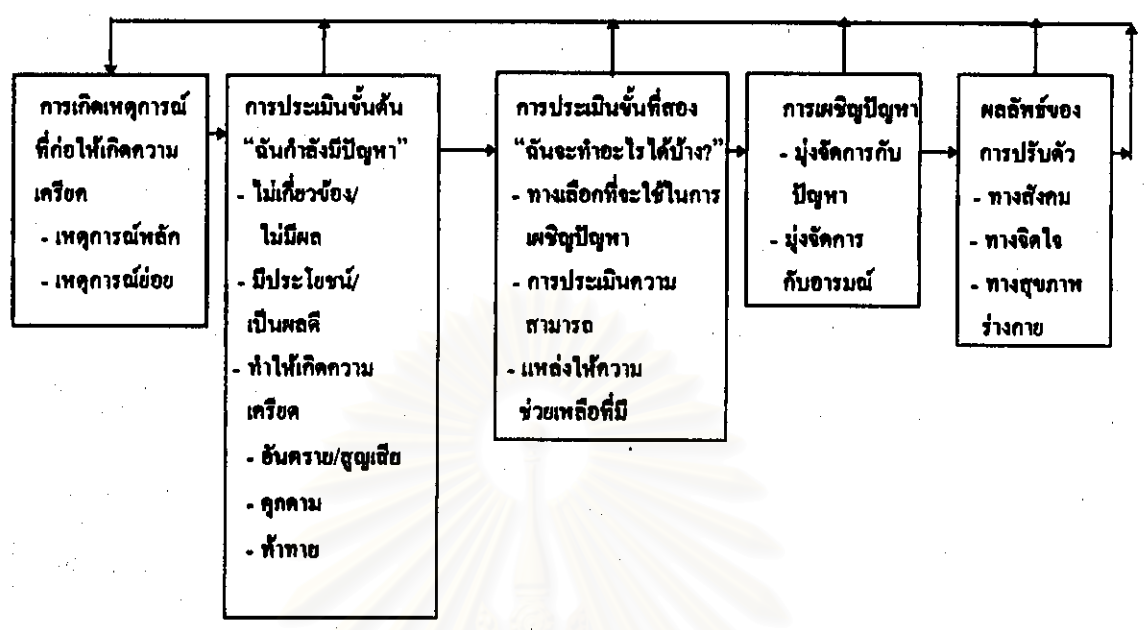 การเกิดเหตุการณ์
ที่ก่อให้เกิดความ
เครียด
- เหตุการณ์หลัก
- เหตุการณ์ย่อย
การประเมินขั้นต้น
“ฉันกำลังมีปัญหา”
- ไม่เกี่ยวข้อง/
ไม่มีผล
- มีประโยชน์/
เป็นผลดี
- ทำให้เกิดความ
เครียด
- อันตราย/สูญเสีย
- คุกคาม
- ท้าทาย
การประเมินขั้นที่สอง
“ฉันจะทำอะไรได้บ้าง?”
- ทางเลือกที่จะใช้ในการ
เผชิญปัญหา
- การประเมินความ
สามารถ
- แหล่งให้ความ
ช่วยเหลือที่มี
การเผชิญปัญหา
- มุ่งจัดการกับ
ปัญหา
- มุ่งจัดการ
กับอารมณ์
ผลลัพธ์ของ
การปรับตัว
- ทางสังคม
- ทางจิตใจ
- ทางสุขภาพ
ร่างกาย